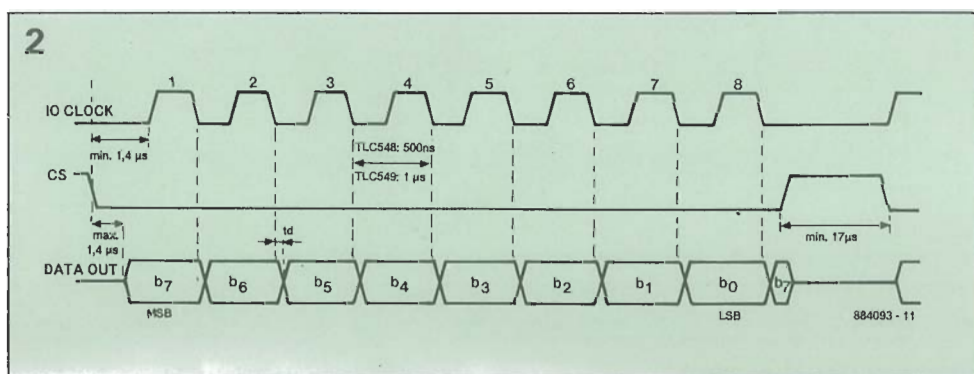 2
1 2 3 4 5 6 7 8
IO CLOCK
min. 1,4 µs
TLC548: 500ns
TLC549: 1 µs
CS
max.
1,4 µs
td
min. 17µs
DATA OUT
b7 b6 b5 b4 b3 b2 b1 b0 b7
MSB LSB
884093 - 11